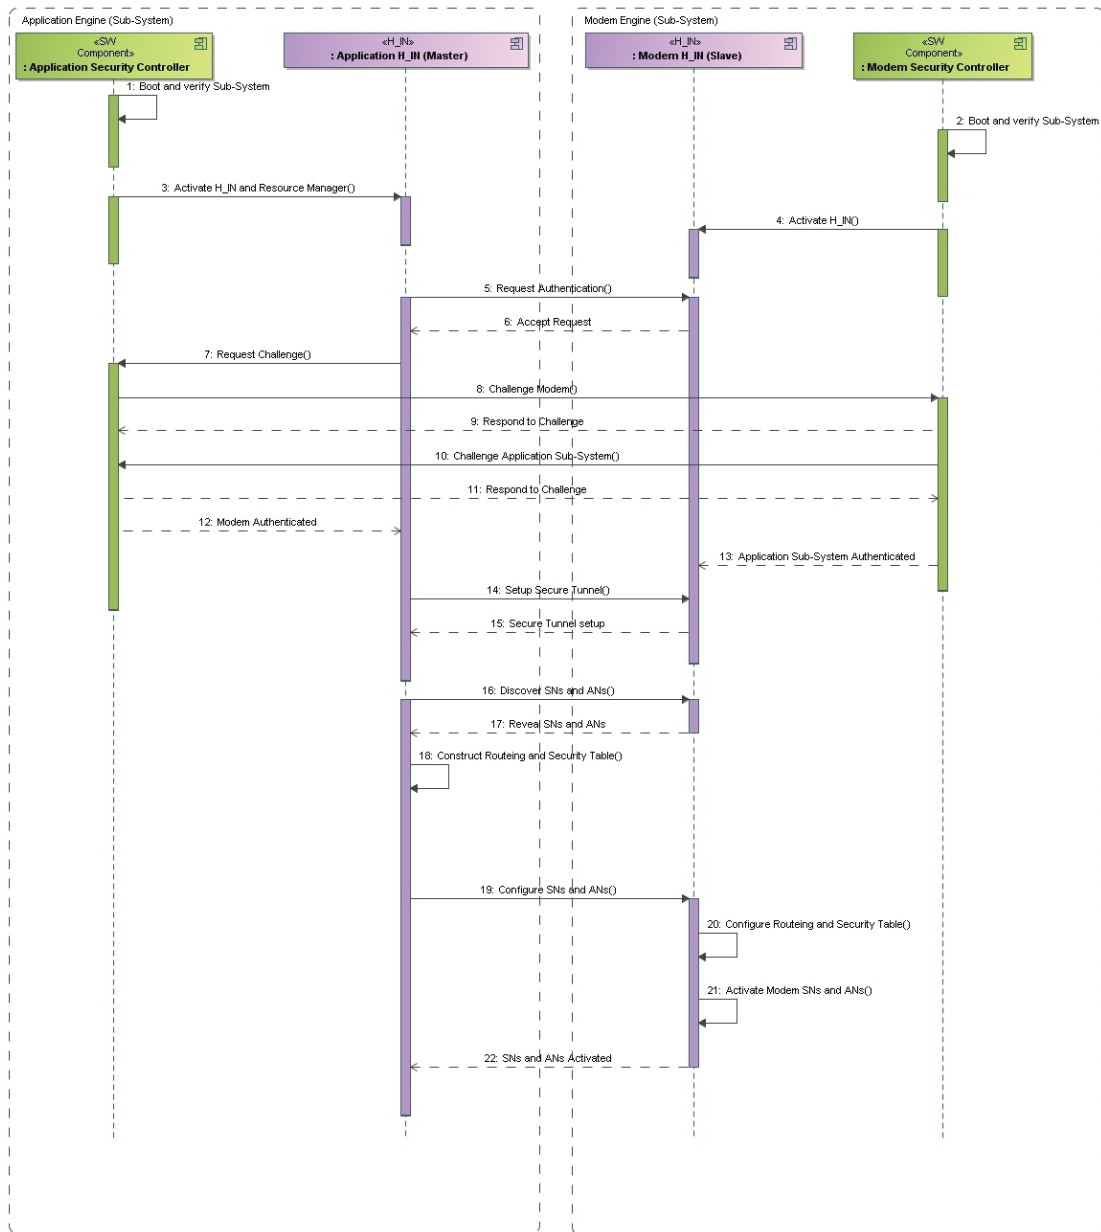 Application Engine (Sub-System)
Modem Engine (Sub-System)
«SW
Component»
: Application Security Controller
«H_IN»
: Application H_IN (Master)
«H_IN»
: Modem H_IN (Slave)
«SW
Component»
: Modem Security Controller
1: Boot and verify Sub-System
2: Boot and verify Sub-System
3: Activate H_IN and Resource Manager()
4: Activate H_IN()
5: Request Authentication()
6: Accept Request
7: Request Challenge()
8: Challenge Modem()
9: Respond to Challenge
10: Challenge Application Sub-System()
11: Respond to Challenge
12: Modem Authenticated
13: Application Sub-System Authenticated
14: Setup Secure Tunnel()
15: Secure Tunnel setup
16: Discover SNs and ANs()
17: Reveal SNs and ANs
18: Construct Routeing and Security Table()
19: Configure SNs and ANs()
20: Configure Routeing and Security Table()
21: Activate Modem SNs and ANs()
22: SNs and ANs Activated